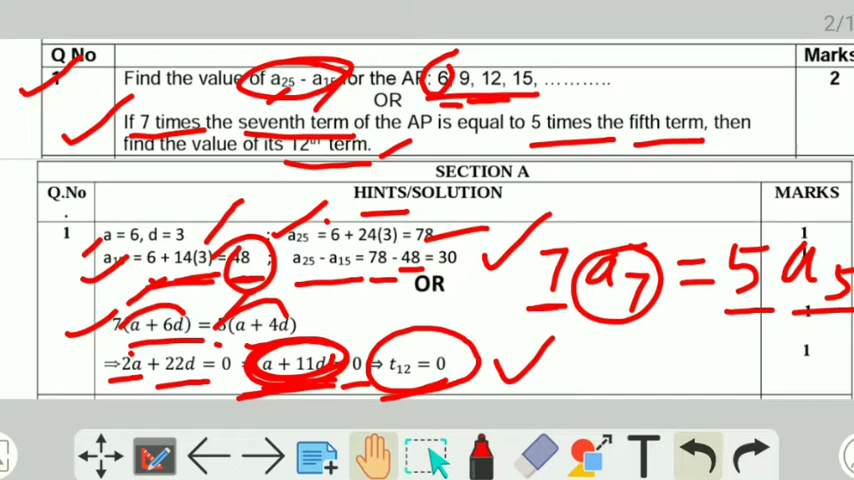 2/1
Q No Marks
1 Find the value of a₂₅ - a₁₅ for the AP: 6, 9, 12, 15, ……….. 2
OR
If 7 times the seventh term of the AP is equal to 5 times the fifth term, then
find the value of its 12ᵗʰ term.
SECTION A
Q.No HINTS/SOLUTION MARKS
.
1 a = 6, d = 3 ; a₂₅ = 6 + 24(3) = 78 1
a₁₅ = 6 + 14(3) = 48 ; a₂₅ - a₁₅ = 78 - 48 = 30 1
OR
7a₇ = 5a₅
7(a + 6d) = 5(a + 4d) 1
⇒2a + 22d = 0 ⇒ a + 11d = 0 ⇒ t₁₂ = 0 1
T